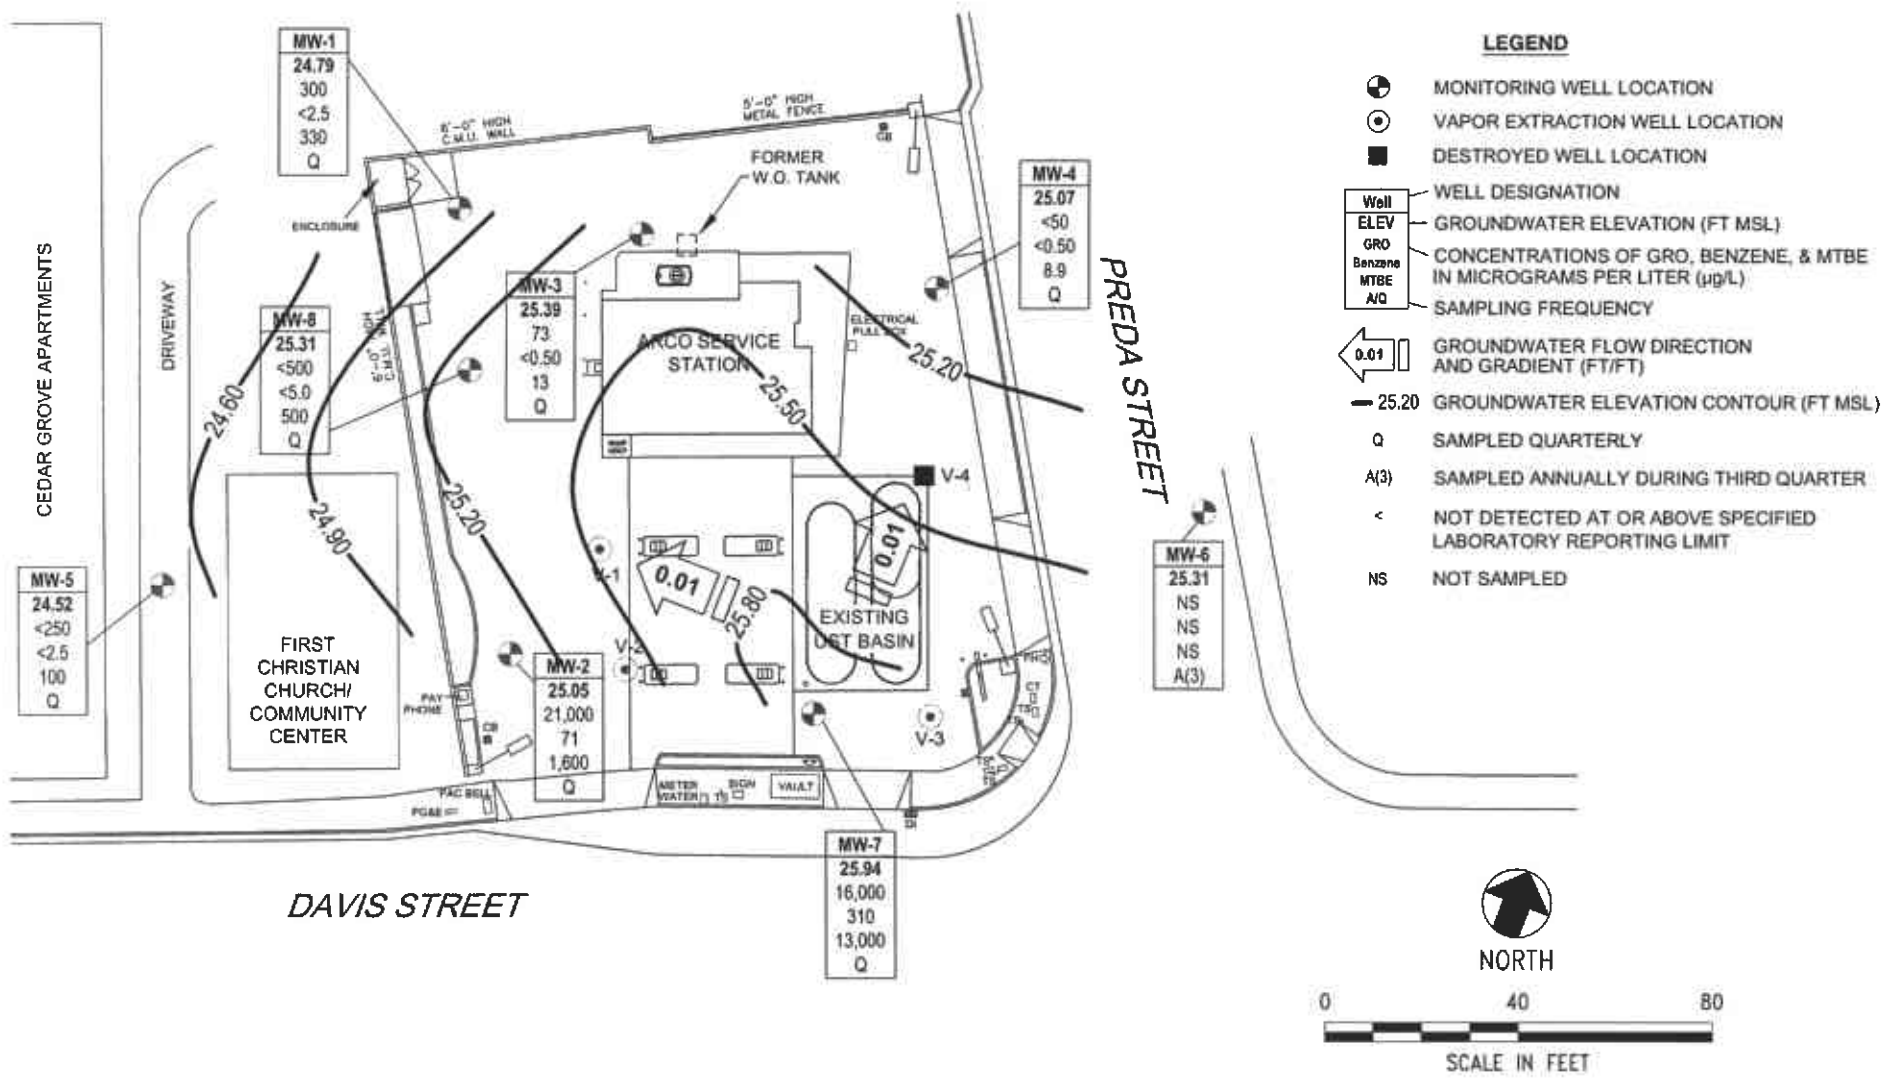 MW-1
24.79
300
<2.5
330
Q
6'-0" HIGH
C.M.U. WALL
5'-0" HIGH
METAL FENCE
CB
FORMER
W.O. TANK
ENCLOSURE
MW-4
25.07
<50
<0.50
8.9
Q
CEDAR GROVE APARTMENTS
DRIVEWAY
MW-8
25.31
<500
<5.0
500
Q
6'-0" HIGH
C.M.U. WALL
MW-3
25.39
73
<0.50
13
Q
ARCO SERVICE
STATION
ELECTRICAL
PULL BOX
PREDA STREET
24.60
24.90
25.20
25.50
25.20
25.80
V-4
V-1
V-2
V-3
0.01
0.01
EXISTING
UST BASIN
MW-5
24.52
<250
<2.5
100
Q
FIRST
CHRISTIAN
CHURCH/
COMMUNITY
CENTER
PAY
PHONE
CB
MW-2
25.05
21,000
71
1,600
Q
MW-6
25.31
NS
NS
NS
A(3)
PAC BELL
PG&E
METER
WATER
TS
SIGN
VAULT
MW-7
25.94
16,000
310
13,000
Q
DAVIS STREET
LEGEND
MONITORING WELL LOCATION
VAPOR EXTRACTION WELL LOCATION
DESTROYED WELL LOCATION
Well
WELL DESIGNATION
ELEV
GROUNDWATER ELEVATION (FT MSL)
GRO
Benzene
MTBE
CONCENTRATIONS OF GRO, BENZENE, & MTBE
IN MICROGRAMS PER LITER (µg/L)
A/Q
SAMPLING FREQUENCY
0.01
GROUNDWATER FLOW DIRECTION
AND GRADIENT (FT/FT)
25.20 GROUNDWATER ELEVATION CONTOUR (FT MSL)
Q SAMPLED QUARTERLY
A(3) SAMPLED ANNUALLY DURING THIRD QUARTER
< NOT DETECTED AT OR ABOVE SPECIFIED
LABORATORY REPORTING LIMIT
NS NOT SAMPLED
NORTH
0 40 80
SCALE IN FEET